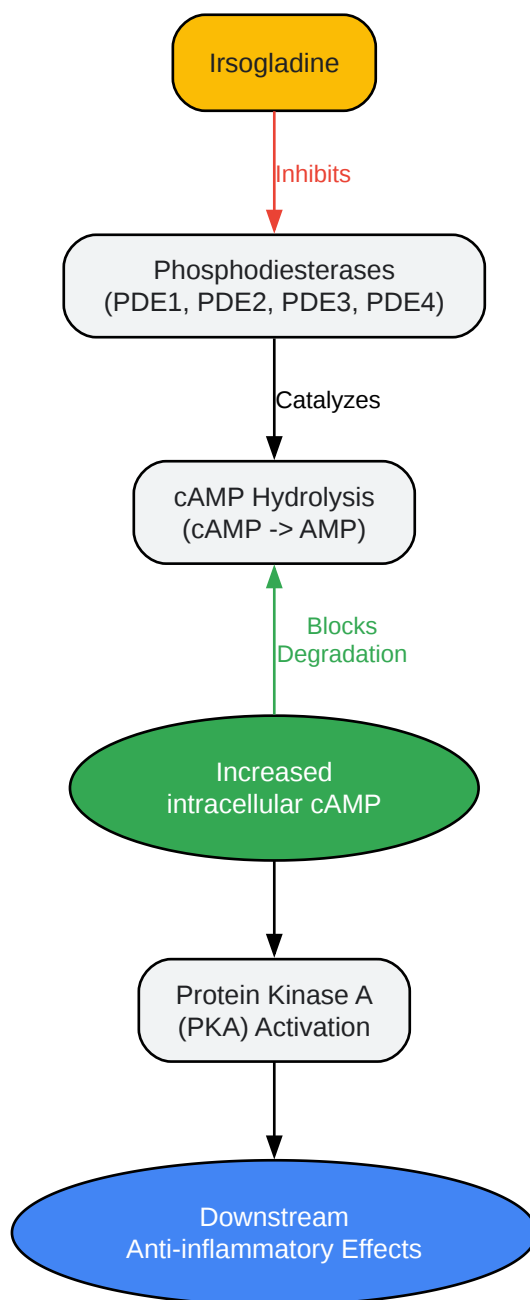 Irsogladine
Inhibits
Phosphodiesterases
(PDE1, PDE2, PDE3, PDE4)
Catalyzes
cAMP Hydrolysis
(cAMP -> AMP)
Blocks
Degradation
Increased
intracellular cAMP
Protein Kinase A
(PKA) Activation
Downstream
Anti-inflammatory Effects